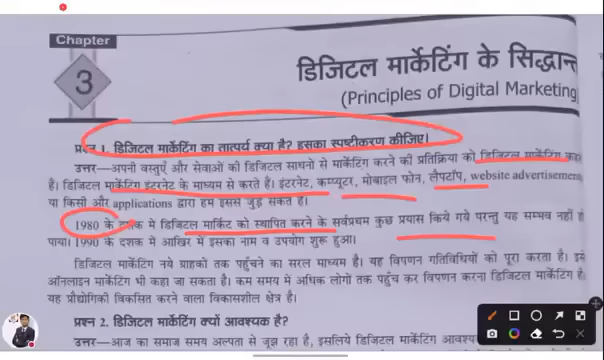 Chapter
3
डिजिटल मार्केटिंग के सिद्धान्त
(Principles of Digital Marketing
प्रश्न 1. डिजिटल मार्केटिंग का तात्पर्य क्या है? इसका स्पष्टीकरण कीजिए।
उत्तर—अपनी वस्तुएँ और सेवाओं की डिजिटल साधनों से मार्केटिंग करने की प्रतिक्रिया को डिजिटल मार्केटिंग
है। डिजिटल मार्केटिंग इंटरनेट के माध्यम से करते हैं। इंटरनेट, कम्प्यूटर, मोबाइल फोन, लैपटॉप, website advertisemen
या किसी और applications द्वारा हम इससे जुड़ सकते हैं।
1980 के दशक में डिजिटल मार्किट को स्थापित करने के सर्वप्रथम कुछ प्रयास किये गये परन्तु यह सम्भव नहीं हो
पाया। 1990 के दशक में आखिर में इसका नाम व उपयोग शुरू हुआ।
डिजिटल मार्केटिंग नये ग्राहकों तक पहुँचने का सरल माध्यम है। यह विपणन गतिविधियों को पूरा करता है। इसे
ऑनलाइन मार्केटिंग भी कहा जा सकता है। कम समय में अधिक लोगों तक पहुँच कर विपणन करना डिजिटल मार्केटिंग है।
यह प्रौद्योगिकी विकसित करने वाला विकासशील क्षेत्र है।
प्रश्न 2. डिजिटल मार्केटिंग क्यों आवश्यक है?
उत्तर—आज का समाज समय अल्पता से जूझ रहा है, इसलिये डिजिटल मार्केटिंग